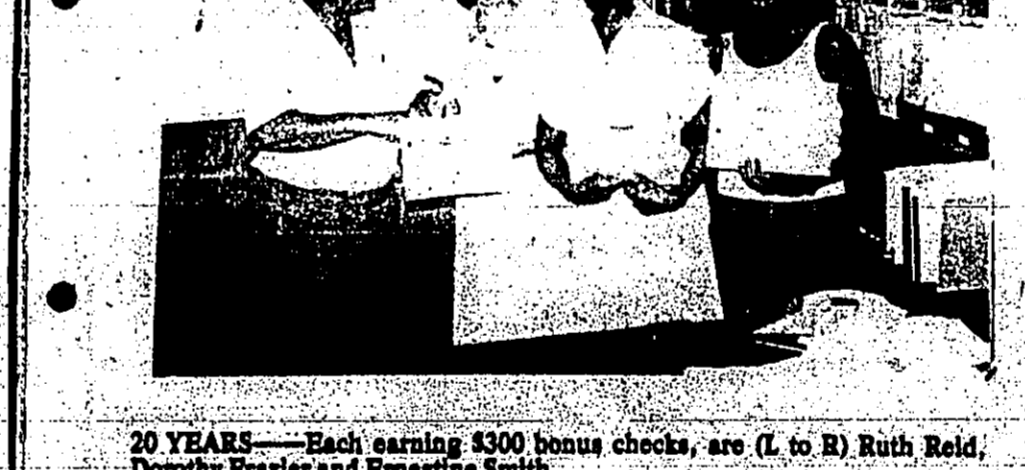 20 YEARS——Each earning $300 bonus checks, are (L to R) Ruth Reid,
Dorothy Frazier and Ernestine Smith